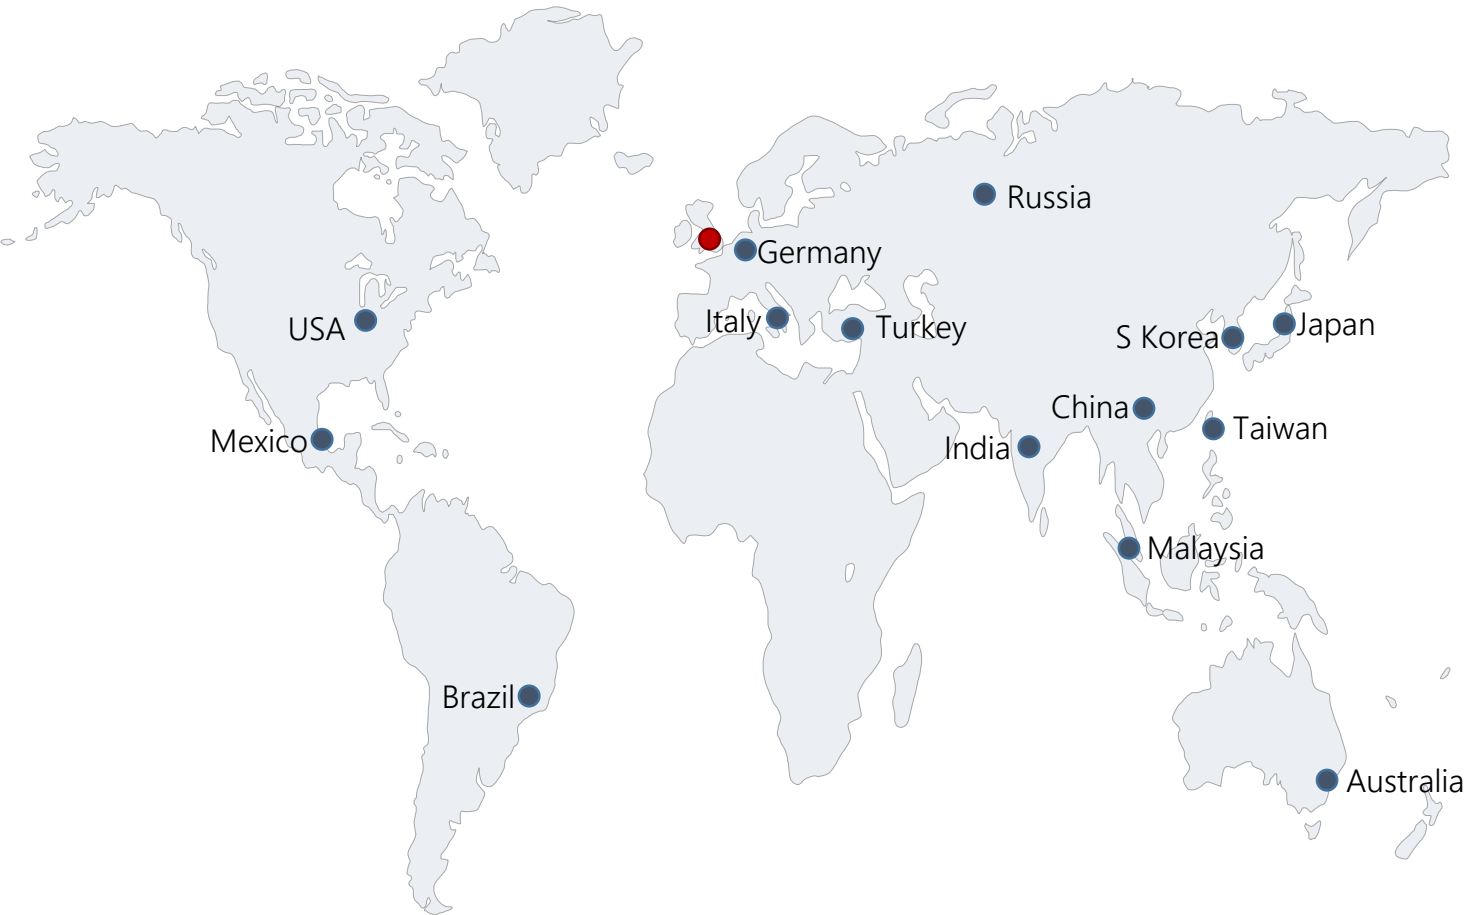 Russia
Germany
Italy
Turkey
USA
S Korea
Japan
China
Taiwan
Mexico
India
Malaysia
Brazil
Australia